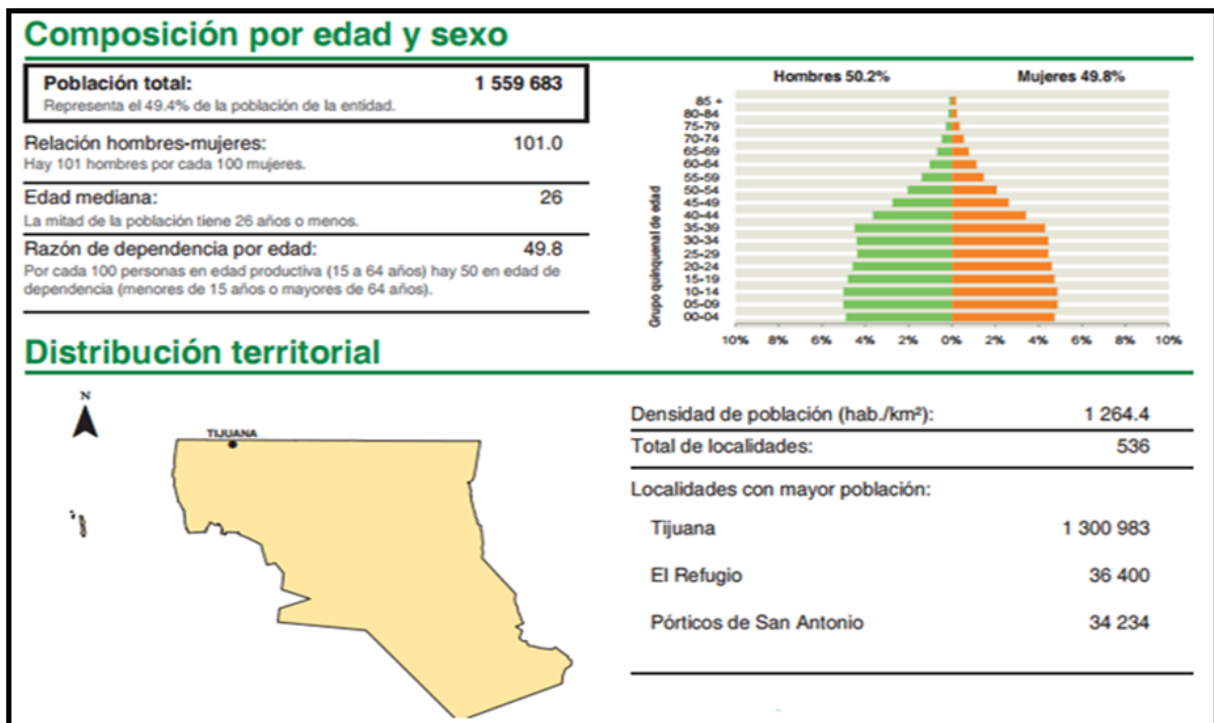 Composición por edad y sexo
Población total: 1 559 683
Representa el 49.4% de la población de la entidad.
Relación hombres-mujeres: 101.0
Hay 101 hombres por cada 100 mujeres.
Edad mediana: 26
La mitad de la población tiene 26 años o menos.
Razón de dependencia por edad: 49.8
Por cada 100 personas en edad productiva (15 a 64 años) hay 50 en edad de
dependencia (menores de 15 años o mayores de 64 años).
Hombres 50.2% Mujeres 49.8%
Grupo quinquenal de edad
85 +
80-84
75-79
70-74
65-69
60-64
55-59
50-54
45-49
40-44
35-39
30-34
25-29
20-24
15-19
10-14
05-09
00-04
10% 8% 6% 4% 2% 0% 2% 4% 6% 8% 10%
Distribución territorial
N
TIJUANA
Densidad de población (hab./km²): 1 264.4
Total de localidades: 536
Localidades con mayor población:
Tijuana 1 300 983
El Refugio 36 400
Pórticos de San Antonio 34 234